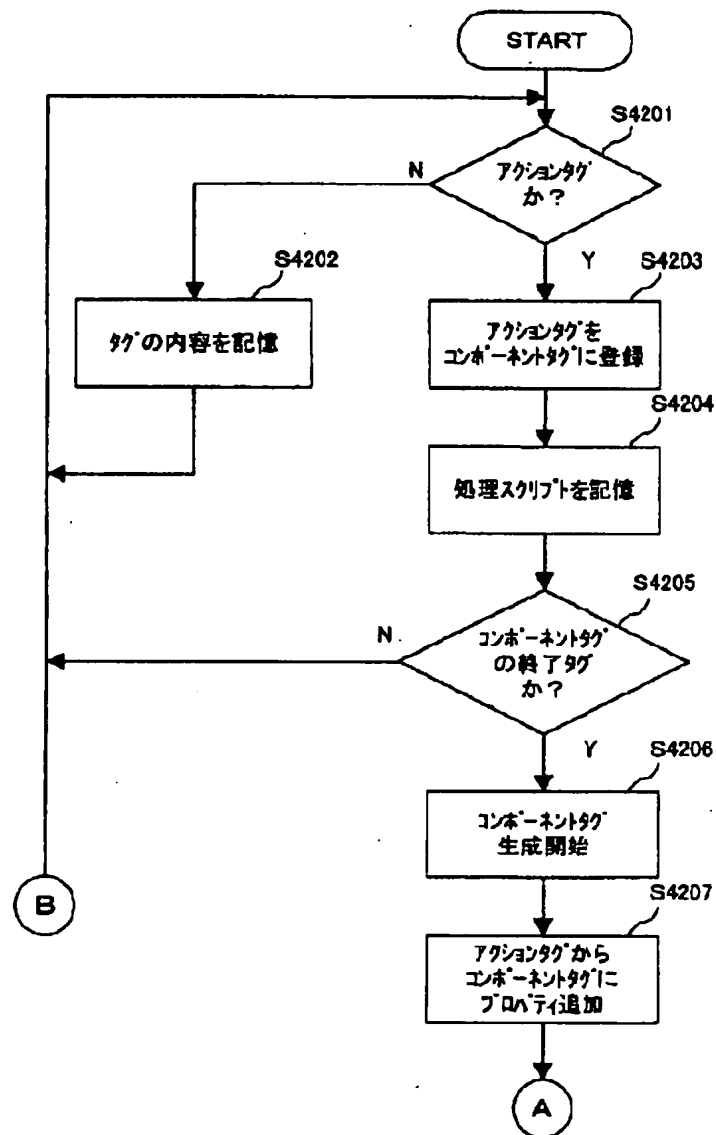 START
S4201
アクションタグ
か?
N
Y
S4202
タグの内容を記憶
S4203
アクションタグを
コンポーネントタグに登録
S4204
処理スクリプトを記憶
S4205
コンポーネントタグ
の終了タグ
か?
N
Y
S4206
コンポーネントタグ
生成開始
B
S4207
アクションタグから
コンポーネントタグに
プロパティ追加
A